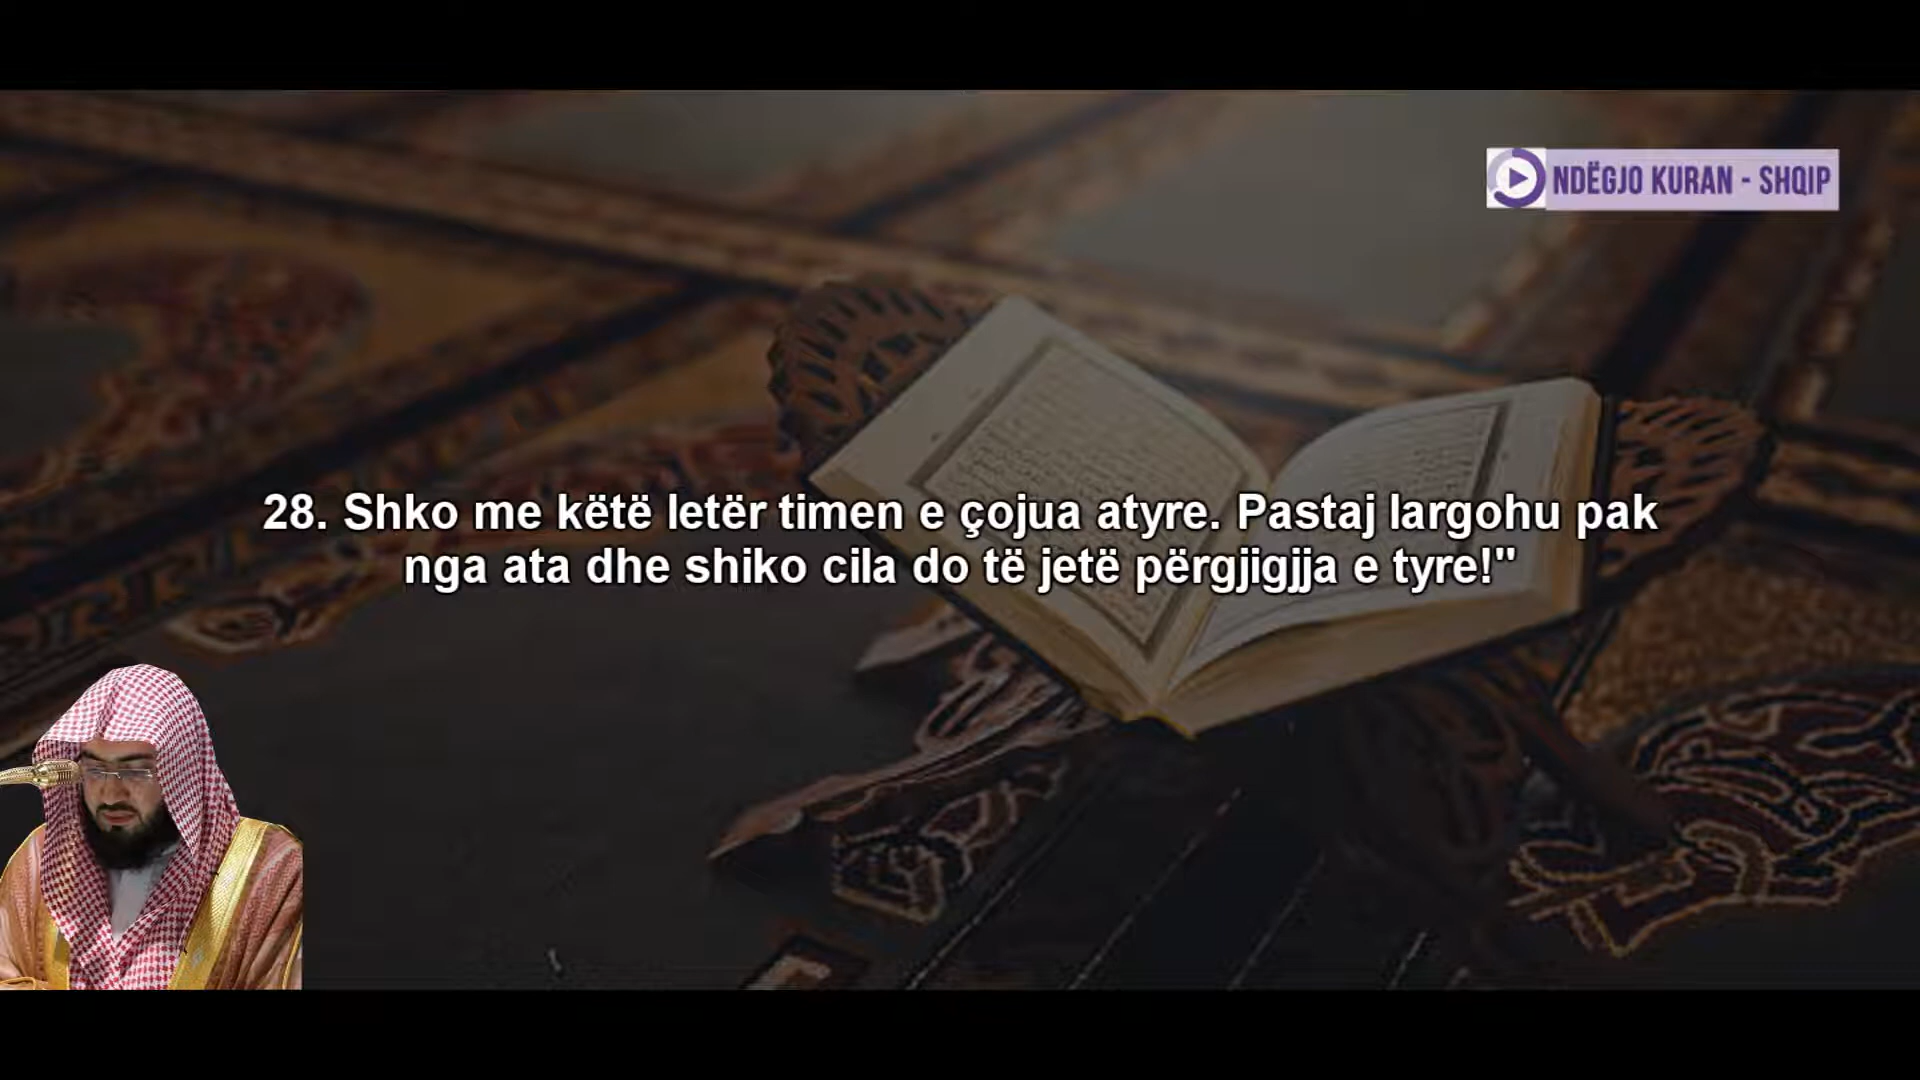 NDËGJO KURAN - SHQIP
28. Shko me këtë letër timen e çojua atyre. Pastaj largohu pak
nga ata dhe shiko cila do të jetë përgjigjja e tyre!"